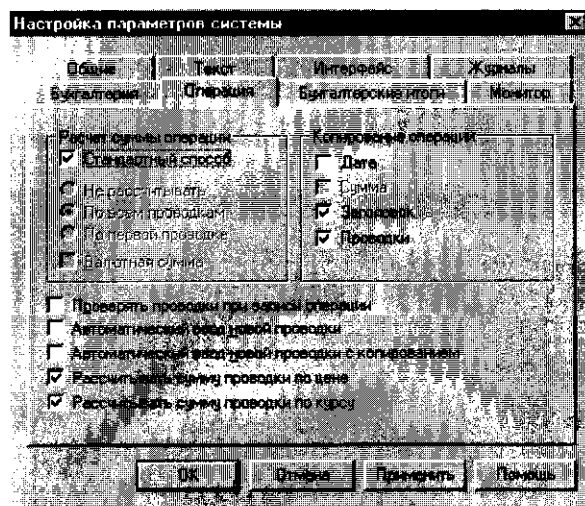 Настройка параметров системы
Общие Текст Интерфейс Журналы
Бухгалтерия Операция Бухгалтерские итоги Монитор
Расчет суммы операции
Стандартный способ
Не рассчитывать
По всем проводкам
По первой проводке
Валютная сумма
Копирование операции
Дата
Сумма
Заголовок
Проводки
Проверять проводки при записи операции
Автоматический ввод новой проводки
Автоматический ввод новой проводки с копированием
Рассчитывать сумму проводки по цене
Рассчитывать сумму проводки по курсу
ОК Отмена Применить Помощь